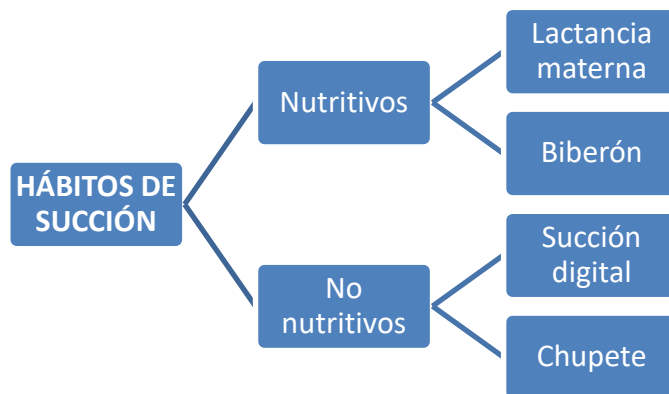 HÁBITOS DE
SUCCIÓN
Nutritivos
Lactancia
materna
Biberón
No
nutritivos
Succión
digital
Chupete